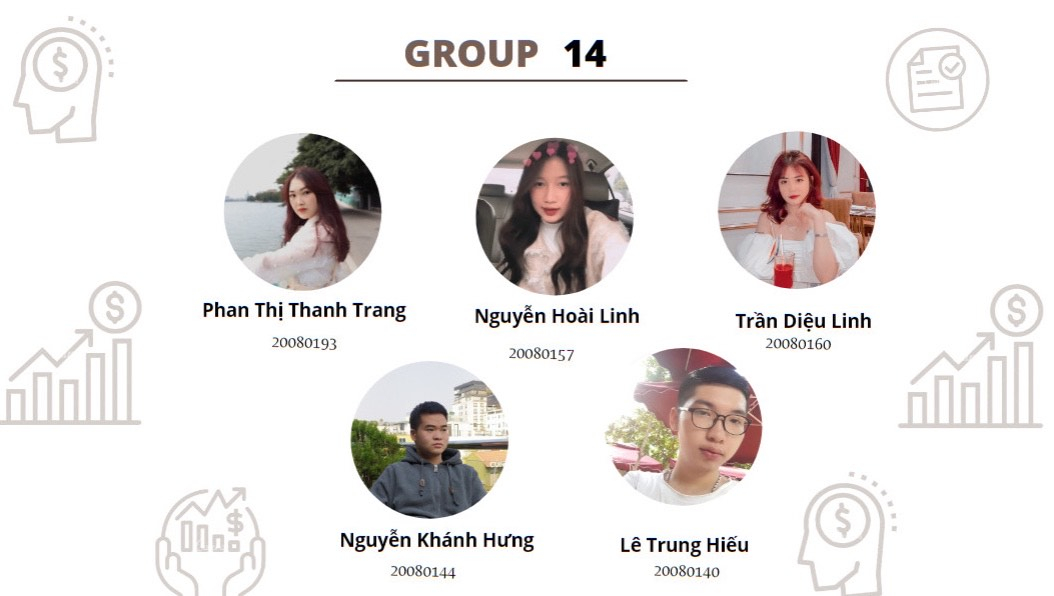 GROUP 14
Phan Thị Thanh Trang
20080193
Nguyễn Hoài Linh
20080157
Trần Diệu Linh
20080160
Nguyễn Khánh Hưng
20080144
Lê Trung Hiếu
20080140